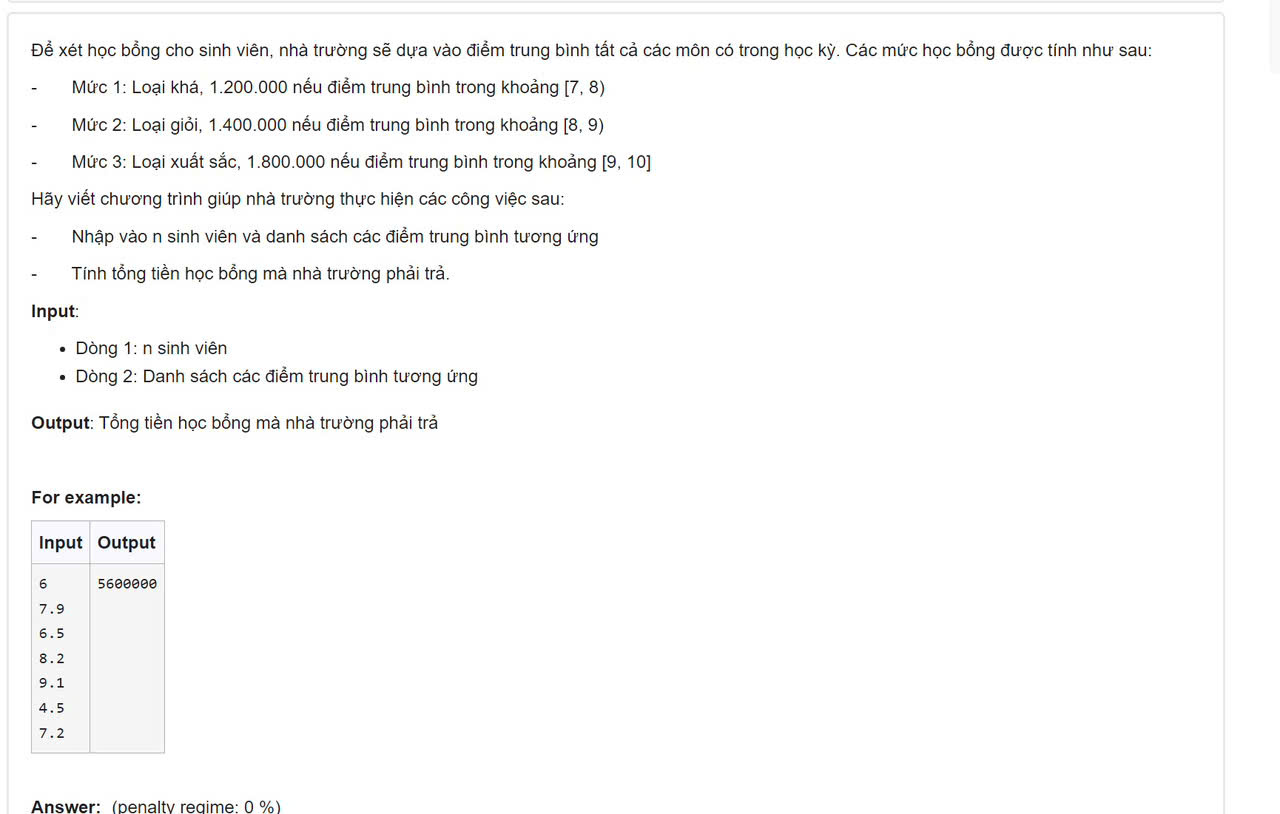 Để xét học bổng cho sinh viên, nhà trường sẽ dựa vào điểm trung bình tất cả các môn có trong học kỳ. Các mức học bổng được tính như sau:
- Mức 1: Loại khá, 1.200.000 nếu điểm trung bình trong khoảng [7, 8)
- Mức 2: Loại giỏi, 1.400.000 nếu điểm trung bình trong khoảng [8, 9)
- Mức 3: Loại xuất sắc, 1.800.000 nếu điểm trung bình trong khoảng [9, 10]
Hãy viết chương trình giúp nhà trường thực hiện các công việc sau:
- Nhập vào n sinh viên và danh sách các điểm trung bình tương ứng
- Tính tổng tiền học bổng mà nhà trường phải trả.
Input:
• Dòng 1: n sinh viên
• Dòng 2: Danh sách các điểm trung bình tương ứng
Output: Tổng tiền học bổng mà nhà trường phải trả
For example:
Input Output
6 5600000
7.9
6.5
8.2
9.1
4.5
7.2
Answer: (penalty regime: 0 %)